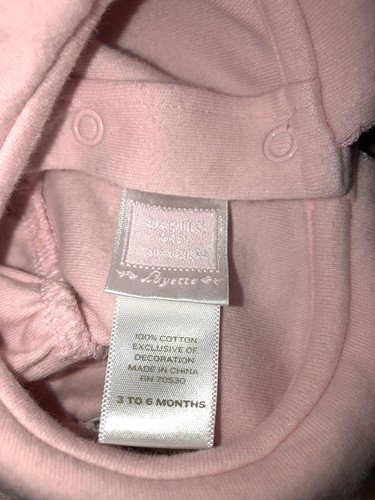 Layette
100% COTTON
EXCLUSIVE OF
DECORATION
MADE IN CHINA
RN 70530
3 TO 6 MONTHS